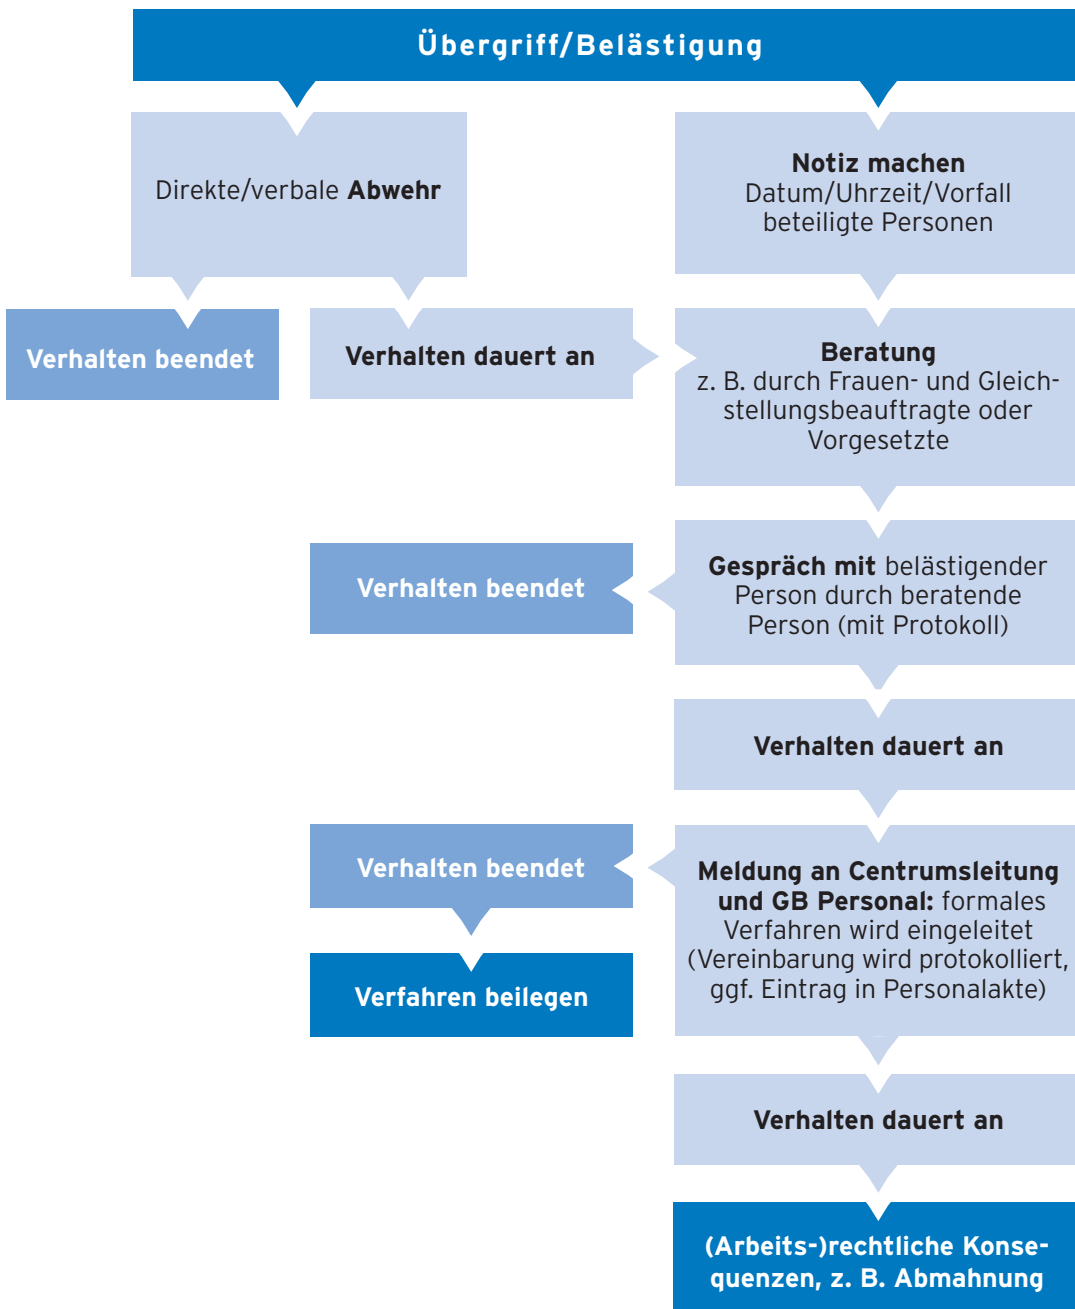 Übergriff/Belästigung
Direkte/verbale Abwehr
Notiz machen
Datum/Uhrzeit/Vorfall
beteiligte Personen
Verhalten beendet
Verhalten dauert an
Beratung
z. B. durch Frauen- und Gleich-
stellungsbeauftragte oder
Vorgesetzte
Verhalten beendet
Gespräch mit belästigender
Person durch beratende
Person (mit Protokoll)
Verhalten dauert an
Verhalten beendet
Meldung an Centrumsleitung
und GB Personal: formales
Verfahren wird eingeleitet
(Vereinbarung wird protokolliert,
ggf. Eintrag in Personalakte)
Verfahren beilegen
Verhalten dauert an
(Arbeits-)rechtliche Konse-
quenzen, z. B. Abmahnung